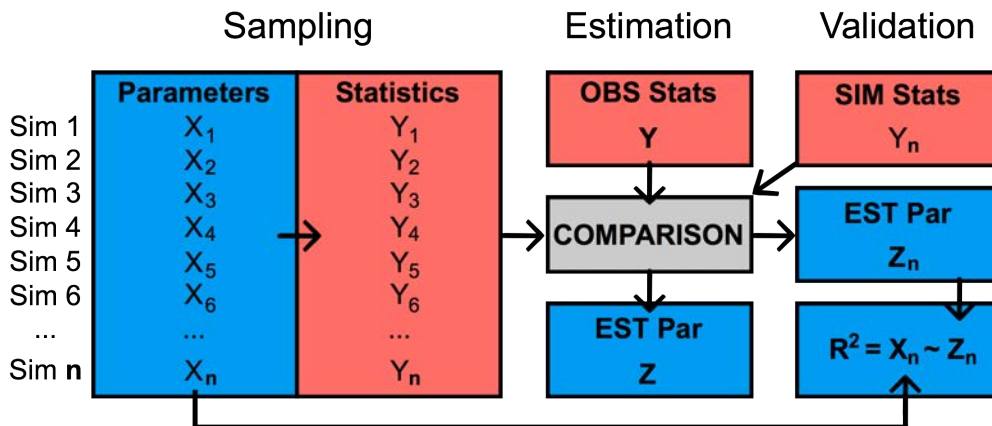 Sampling Estimation Validation
Parameters Statistics OBS Stats SIM Stats
Sim 1 X₁ Y₁ Y Yₙ
Sim 2 X₂ Y₂
Sim 3 X₃ Y₃
Sim 4 X₄ Y₄ COMPARISON EST Par
Sim 5 X₅ Y₅ Zₙ
Sim 6 X₆ Y₆
... ... ... EST Par R² = Xₙ ~ Zₙ
Sim n Xₙ Yₙ Z